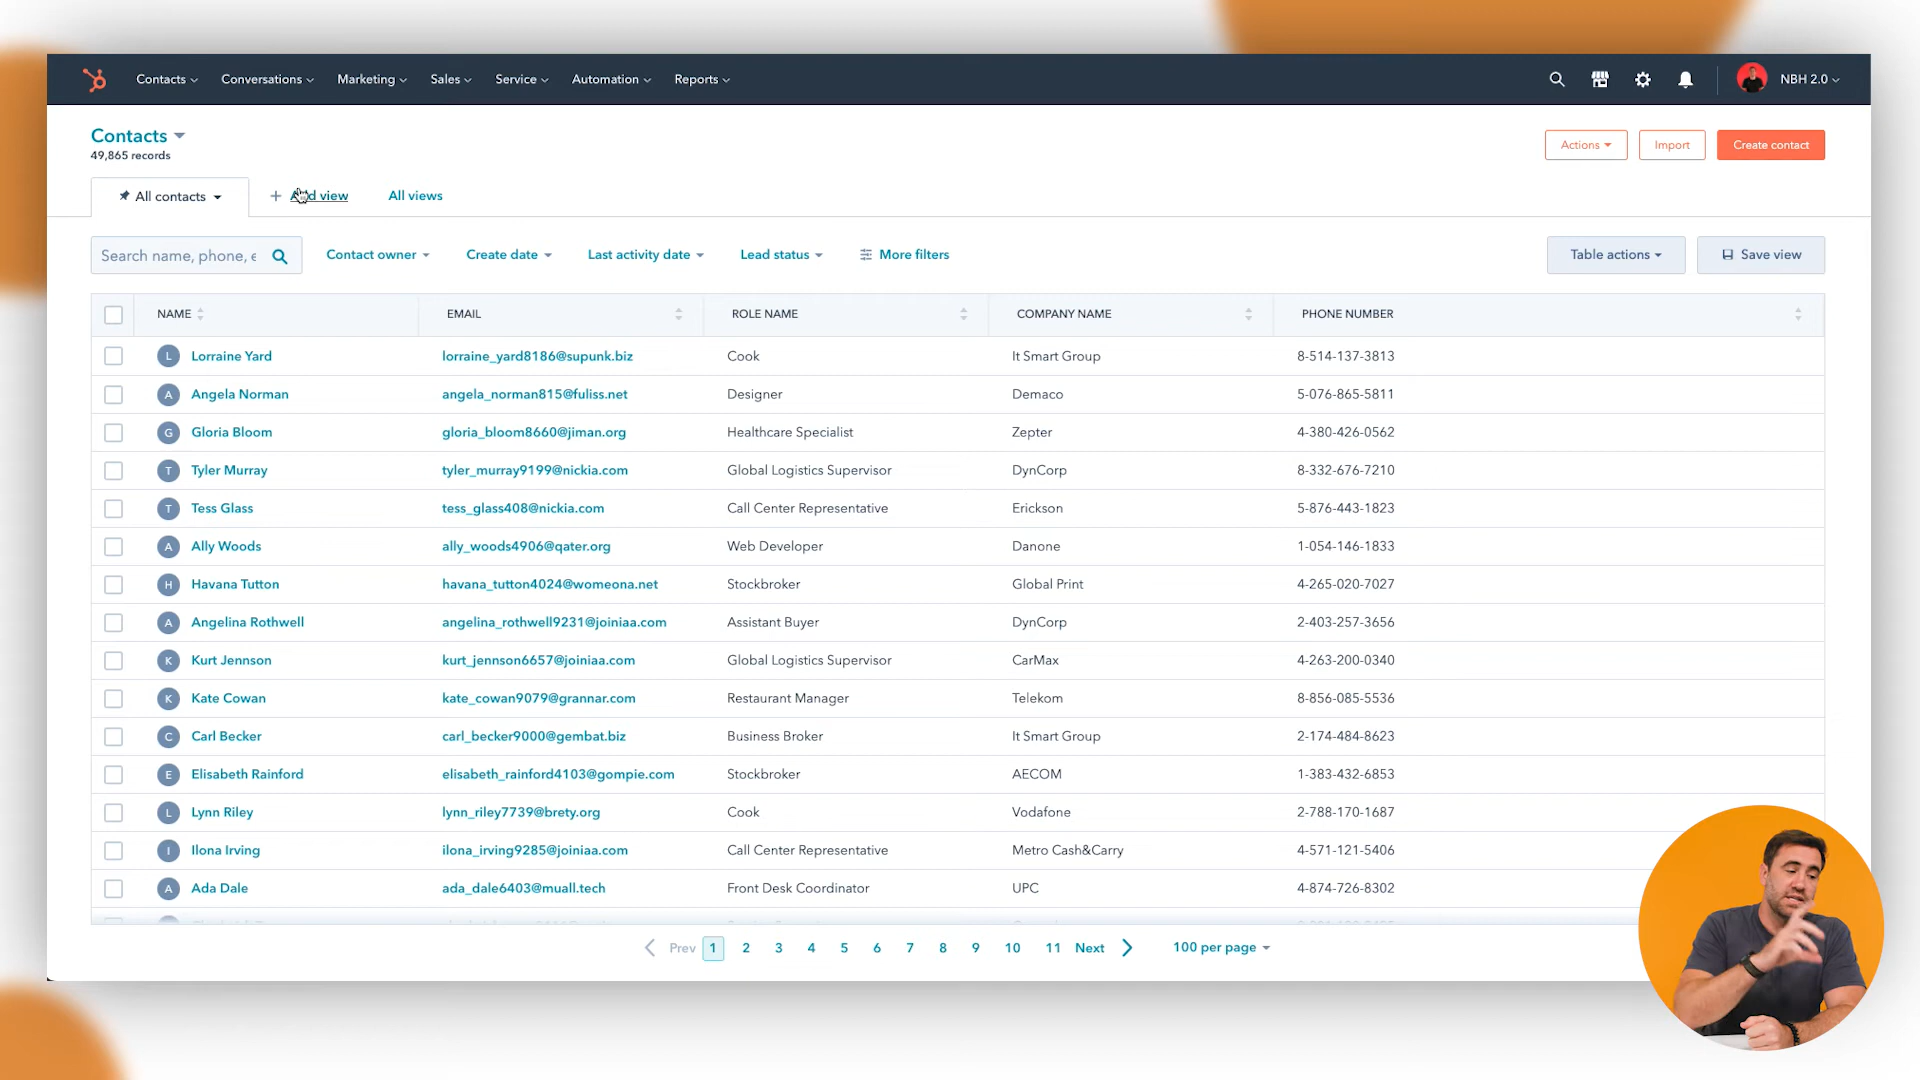 Contacts Conversations Marketing Sales Service Automation Reports NBH 2.0
Contacts
49,865 records
Actions Import Create contact
All contacts + Add view All views
Search name, phone, e Contact owner Create date Last activity date Lead status More filters Table actions Save view
NAME EMAIL ROLE NAME COMPANY NAME PHONE NUMBER
L Lorraine Yard lorraine_yard8186@supunk.biz Cook It Smart Group 8-514-137-3813
A Angela Norman angela_norman815@fuliss.net Designer Demaco 5-076-865-5811
G Gloria Bloom gloria_bloom8660@jiman.org Healthcare Specialist Zepter 4-380-426-0562
T Tyler Murray tyler_murray9199@nickia.com Global Logistics Supervisor DynCorp 8-332-676-7210
T Tess Glass tess_glass408@nickia.com Call Center Representative Erickson 5-876-443-1823
A Ally Woods ally_woods4906@qater.org Web Developer Danone 1-054-146-1833
H Havana Tutton havana_tutton4024@womeona.net Stockbroker Global Print 4-265-020-7027
A Angelina Rothwell angelina_rothwell9231@joiniaa.com Assistant Buyer DynCorp 2-403-257-3656
K Kurt Jennson kurt_jennson6657@joiniaa.com Global Logistics Supervisor CarMax 4-263-200-0340
K Kate Cowan kate_cowan9079@grannar.com Restaurant Manager Telekom 8-856-085-5536
C Carl Becker carl_becker9000@gembat.biz Business Broker It Smart Group 2-174-484-8623
E Elisabeth Rainford elisabeth_rainford4103@gompie.com Stockbroker AECOM 1-383-432-6853
L Lynn Riley lynn_riley7739@brety.org Cook Vodafone 2-788-170-1687
I Ilona Irving ilona_irving9285@joiniaa.com Call Center Representative Metro Cash&Carry 4-571-121-5406
A Ada Dale ada_dale6403@muall.tech Front Desk Coordinator UPC 4-874-726-8302
Prev 1 2 3 4 5 6 7 8 9 10 11 Next 100 per page